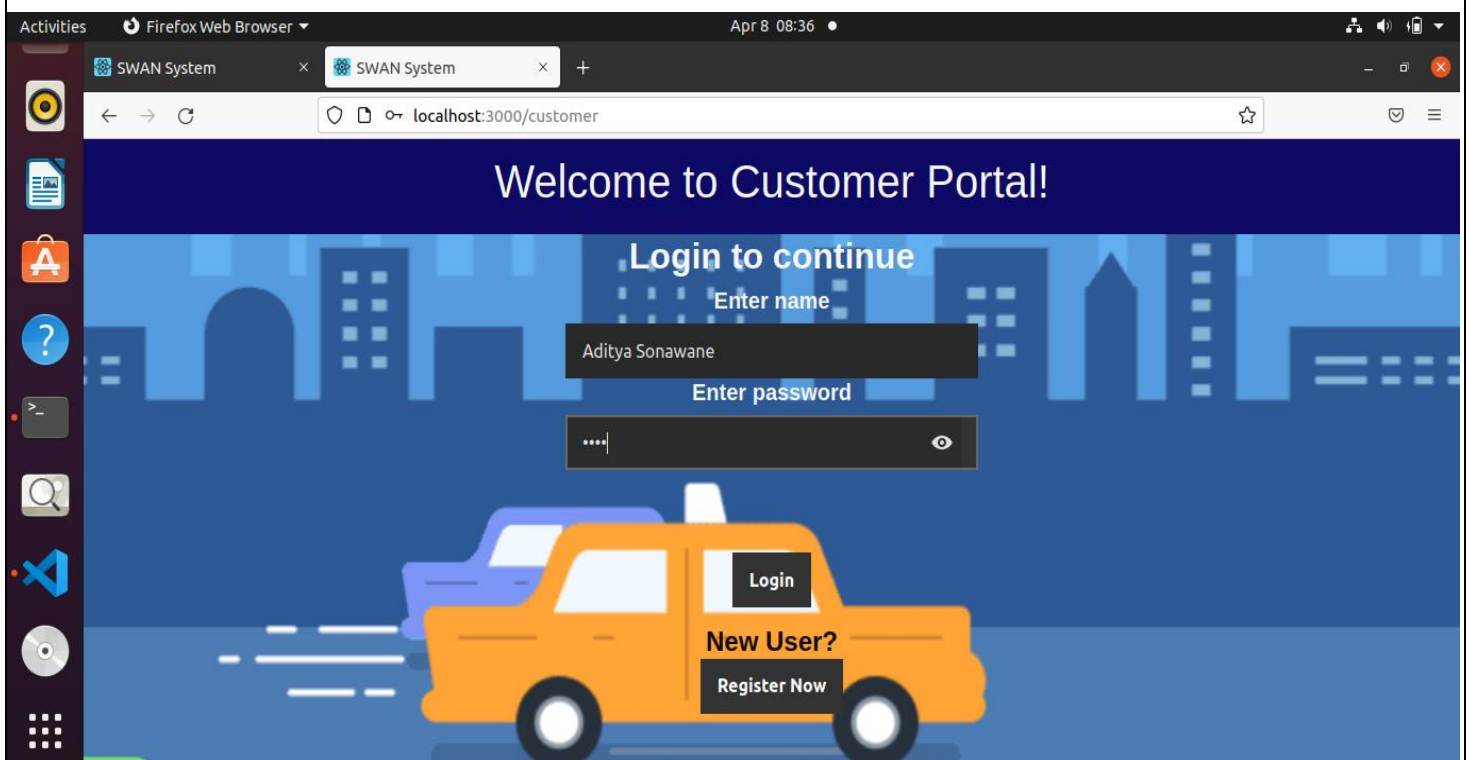 Activities Firefox Web Browser Apr 8 08:36
SWAN System SWAN System
localhost:3000/customer
Welcome to Customer Portal!
Login to continue
Enter name
Aditya Sonawane
Enter password
••••
Login
New User?
Register Now